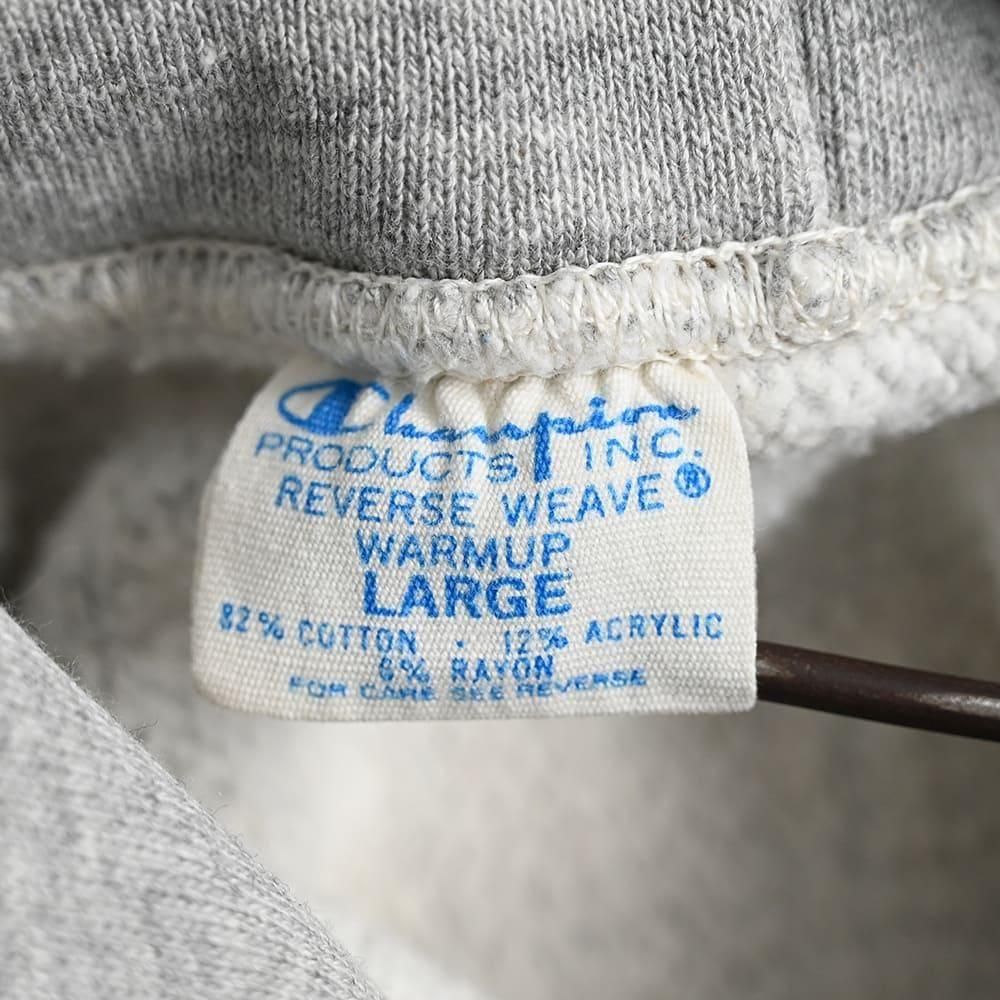 Champion
PRODUCTS INC.
REVERSE WEAVE ®
WARMUP
LARGE
82% COTTON · 12% ACRYLIC
6% RAYON
FOR CARE SEE REVERSE